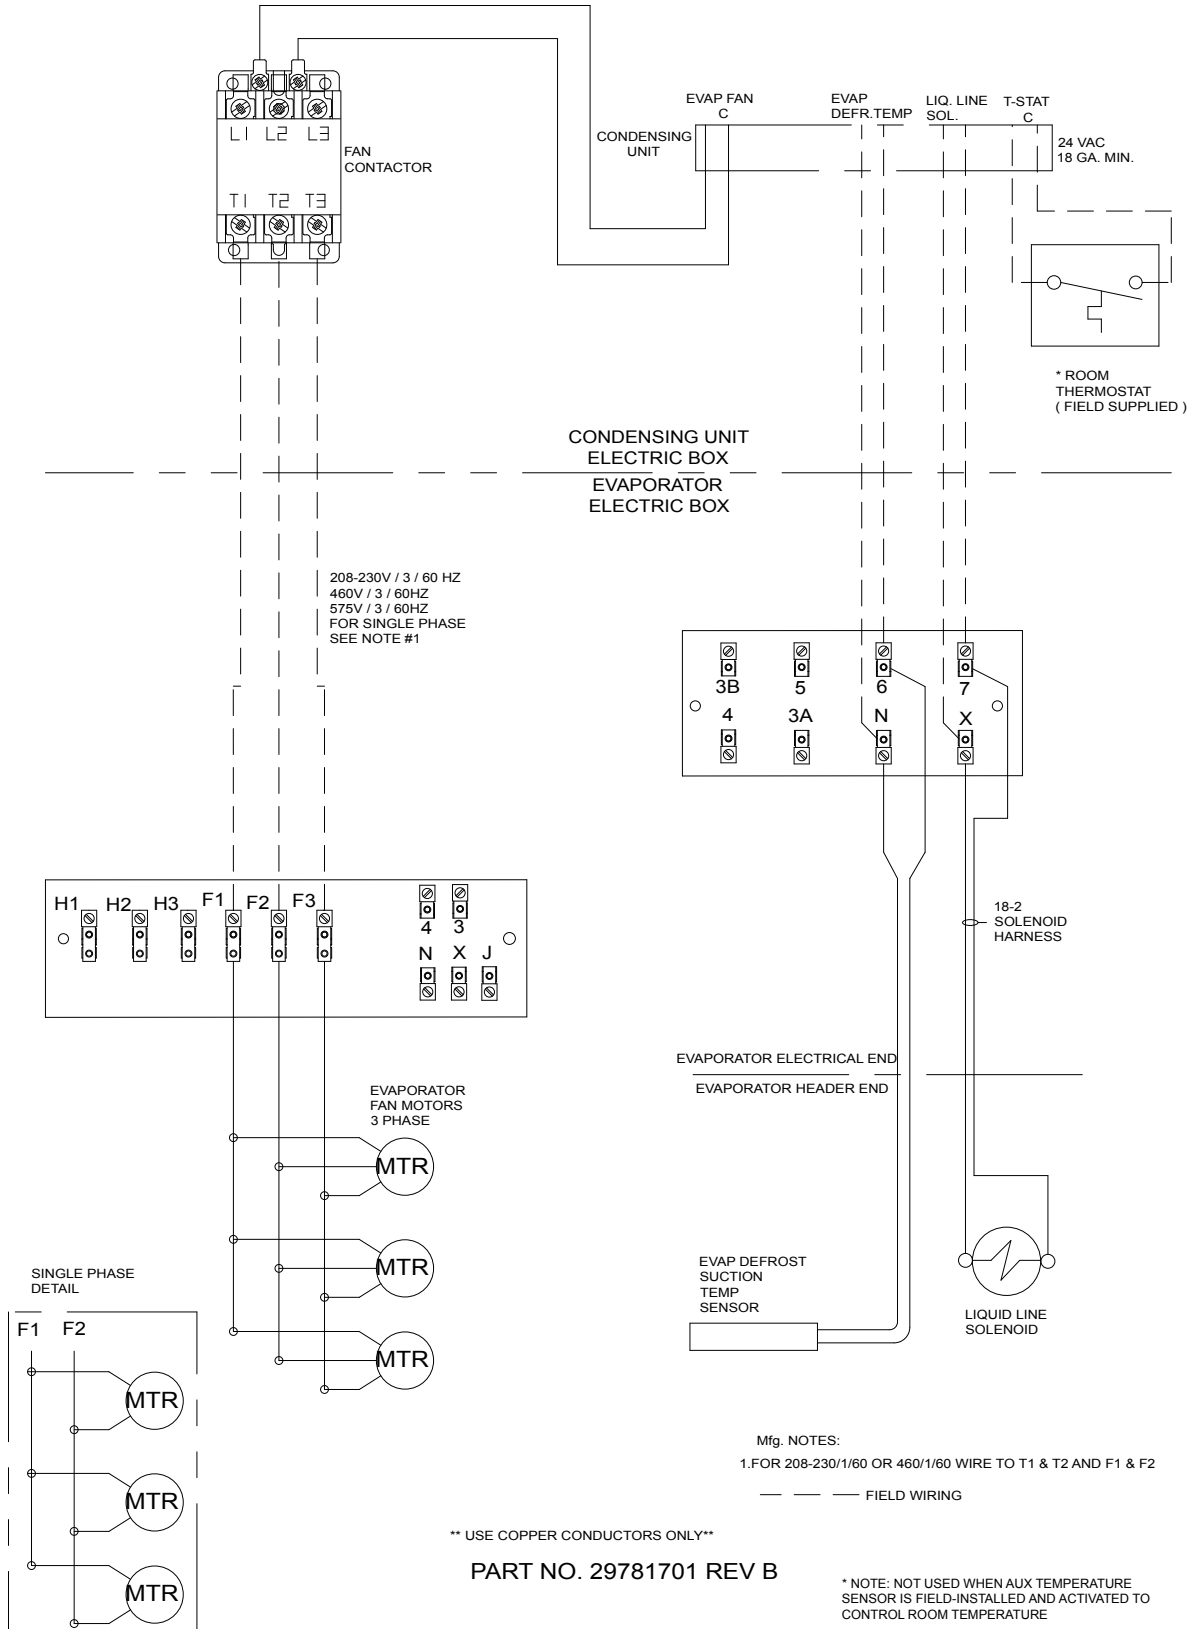 EVAP FAN
C
EVAP
DEFR.TEMP
LIQ. LINE
SOL.
T-STAT
C
CONDENSING
UNIT
24 VAC
18 GA. MIN.
L1 L2 L3
FAN
CONTACTOR
T1 T2 T3
* ROOM
THERMOSTAT
( FIELD SUPPLIED )
CONDENSING UNIT
ELECTRIC BOX
EVAPORATOR
ELECTRIC BOX
208-230V / 3 / 60 HZ
460V / 3 / 60HZ
575V / 3 / 60HZ
FOR SINGLE PHASE
SEE NOTE #1
3B 5 6 7
4 3A N X
H1 H2 H3 F1 F2 F3
4 3
N X J
18-2
SOLENOID
HARNESS
EVAPORATOR ELECTRICAL END
EVAPORATOR HEADER END
EVAPORATOR
FAN MOTORS
3 PHASE
MTR
MTR
MTR
EVAP DEFROST
SUCTION
TEMP
SENSOR
LIQUID LINE
SOLENOID
SINGLE PHASE
DETAIL
F1 F2
MTR
MTR
MTR
Mfg. NOTES:
1.FOR 208-230/1/60 OR 460/1/60 WIRE TO T1 & T2 AND F1 & F2
FIELD WIRING
** USE COPPER CONDUCTORS ONLY**
PART NO. 29781701 REV B
* NOTE: NOT USED WHEN AUX TEMPERATURE
SENSOR IS FIELD-INSTALLED AND ACTIVATED TO
CONTROL ROOM TEMPERATURE